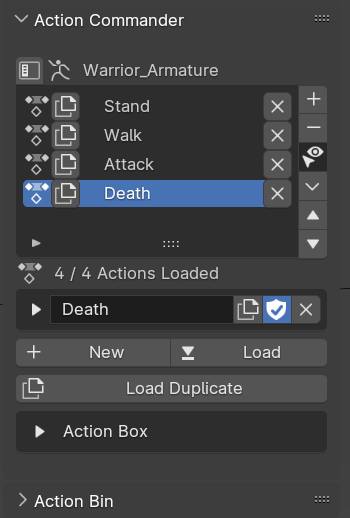 Action Commander
Warrior_Armature
Stand
Walk
Attack
Death
4 / 4 Actions Loaded
Death
New Load
Load Duplicate
Action Box
Action Bin